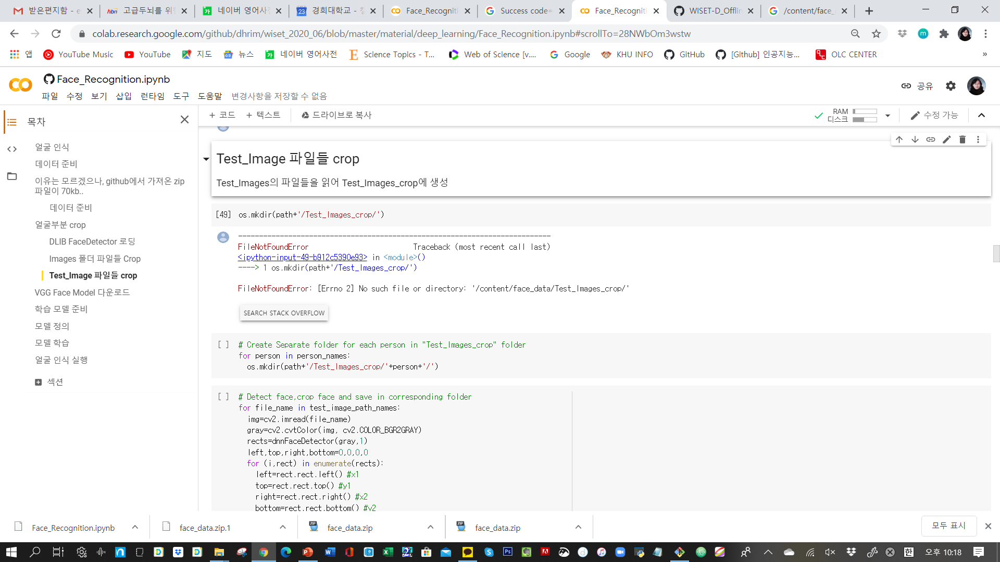 받은편지함 - e
고급두뇌를 위한
네이버 영어사전
경희대학교 - 캘
Face_Recogniti
Success code=
Face_Recogniti
WISET-D_Offlin
/content/face_
colab.research.google.com/github/dhrim/wiset_2020_06/blob/master/material/deep_learning/Face_Recognition.ipynb#scrollTo=28NWbOm3wstw
앱
YouTube Music
YouTube
지도
뉴스
네이버 영어사전
Science Topics - T...
Web of Science [v....
Google
KHU INFO
GitHub
[Github] 인공지능...
OLC CENTER
»
Face_Recognition.ipynb
파일 수정 보기 삽입 런타임 도구 도움말 변경사항을 저장할 수 없음
공유
목차
+ 코드 + 텍스트 드라이브로 복사
RAM
디스크
수정 가능
얼굴 인식
데이터 준비
이유는 모르겠으나, github에서 가져온 zip
파일이 70kb..
데이터 준비
얼굴부분 crop
DLIB FaceDetector 로딩
Images 폴더 파일들 Crop
Test_Image 파일들 crop
VGG Face Model 다운로드
학습 모델 준비
모델 정의
모델 학습
얼굴 인식 실행
섹션
Test_Image 파일들 crop
Test_Images의 파일들을 읽어 Test_Images_crop에 생성
[49] os.mkdir(path+'/Test_Images_crop/')
---------------------------------------------------------------------------
FileNotFoundError Traceback (most recent call last)
<ipython-input-49-b912c5390e93> in <module>()
----> 1 os.mkdir(path+'/Test_Images_crop/')
FileNotFoundError: [Errno 2] No such file or directory: '/content/face_data/Test_Images_crop/'
SEARCH STACK OVERFLOW
[ ] # Create Separate folder for each person in "Test_Images_crop" folder
for person in person_names:
os.mkdir(path+'/Test_Images_crop/'+person+'/')
[ ] # Detect face,crop face and save in corresponding folder
for file_name in test_image_path_names:
img=cv2.imread(file_name)
gray=cv2.cvtColor(img, cv2.COLOR_BGR2GRAY)
rects=dnnFaceDetector(gray,1)
left,top,right,bottom=0,0,0,0
for (i,rect) in enumerate(rects):
left=rect.rect.left() #x1
top=rect.rect.top() #y1
right=rect.rect.right() #x2
bottom=rect.rect.bottom() #y2
Face_Recognition.ipynb
face_data.zip.1
face_data.zip
face_data.zip
모두 표시
한
오후 10:18